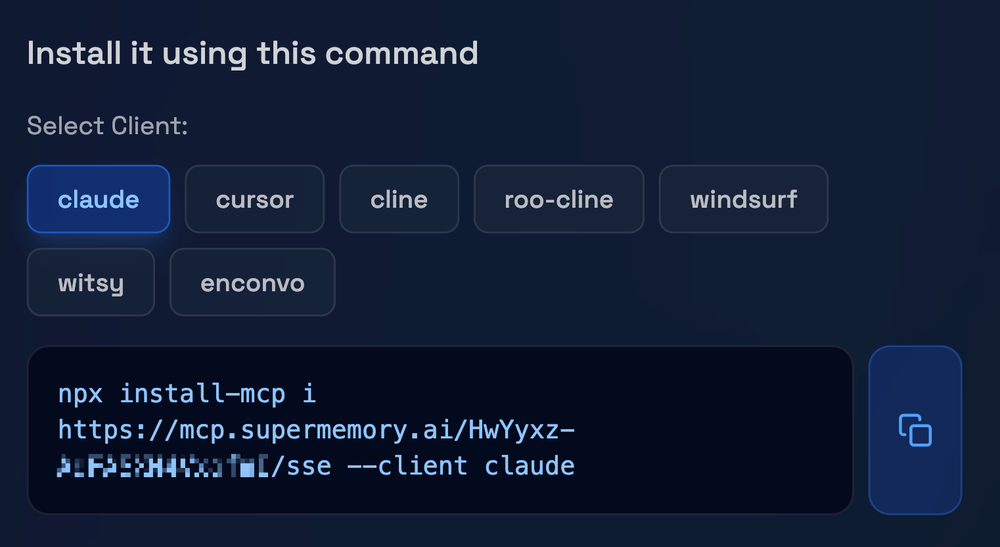 Install it using this command
Select Client:
claude cursor cline roo-cline windsurf
witsy enconvo
npx install-mcp i
https://mcp.supermemory.ai/HwYyxz-
/sse --client claude